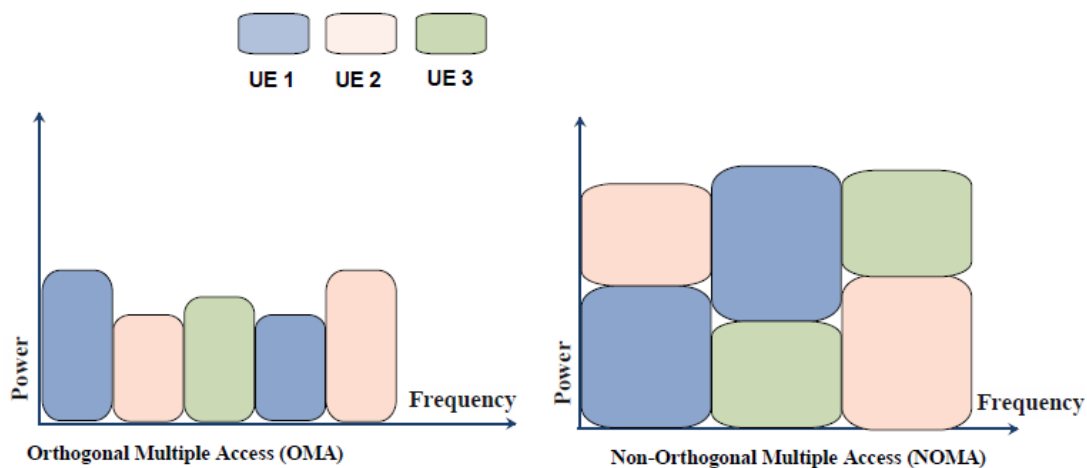 UE 1 UE 2 UE 3
Power
Frequency
Orthogonal Multiple Access (OMA)
Power
Frequency
Non-Orthogonal Multiple Access (NOMA)